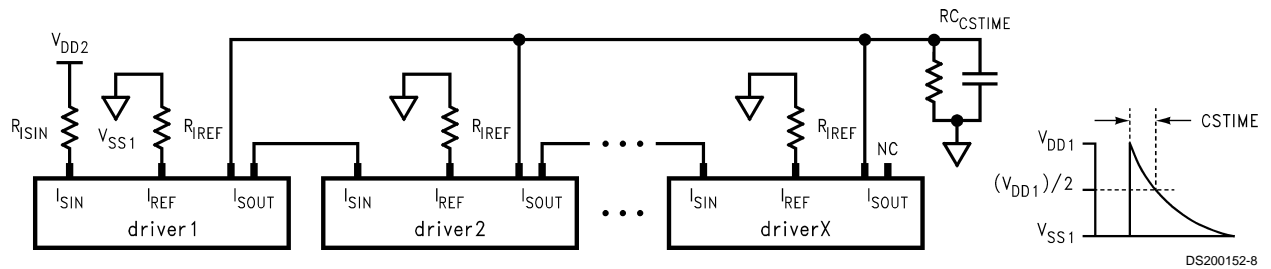 RC_CSTIME
V_DD2
R_ISIN
V_SS1
R_IREF
R_IREF
R_IREF
NC
I_SIN
I_REF
I_SOUT
driver1
I_SIN
I_REF
I_SOUT
driver2
I_SIN
I_REF
I_SOUT
driverX
CSTIME
V_DD1
(V_DD1)/2
V_SS1
DS200152-8